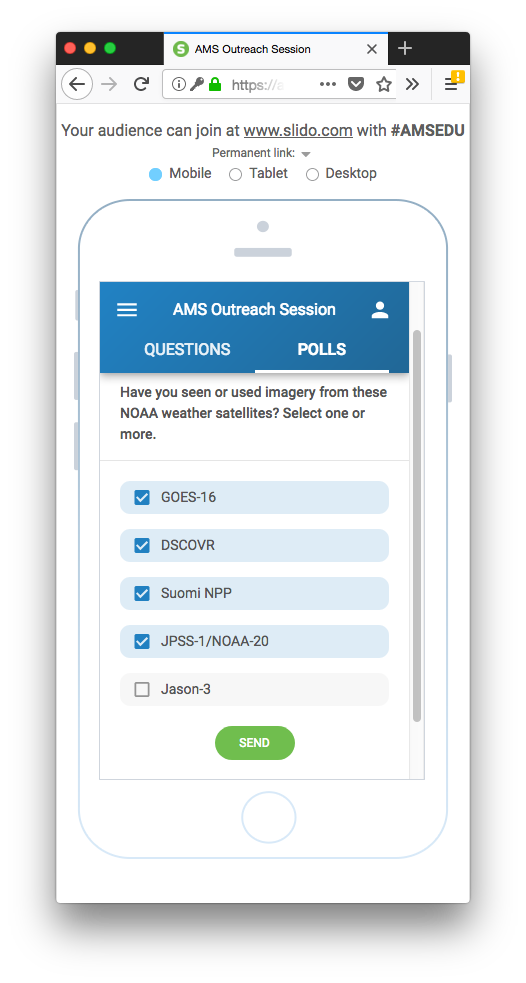 S AMS Outreach Session
https://
Your audience can join at www.slido.com with #AMSEDU
Permanent link:
Mobile Tablet Desktop
AMS Outreach Session
QUESTIONS POLLS
Have you seen or used imagery from these
NOAA weather satellites? Select one or
more.
GOES-16
DSCOVR
Suomi NPP
JPSS-1/NOAA-20
Jason-3
SEND